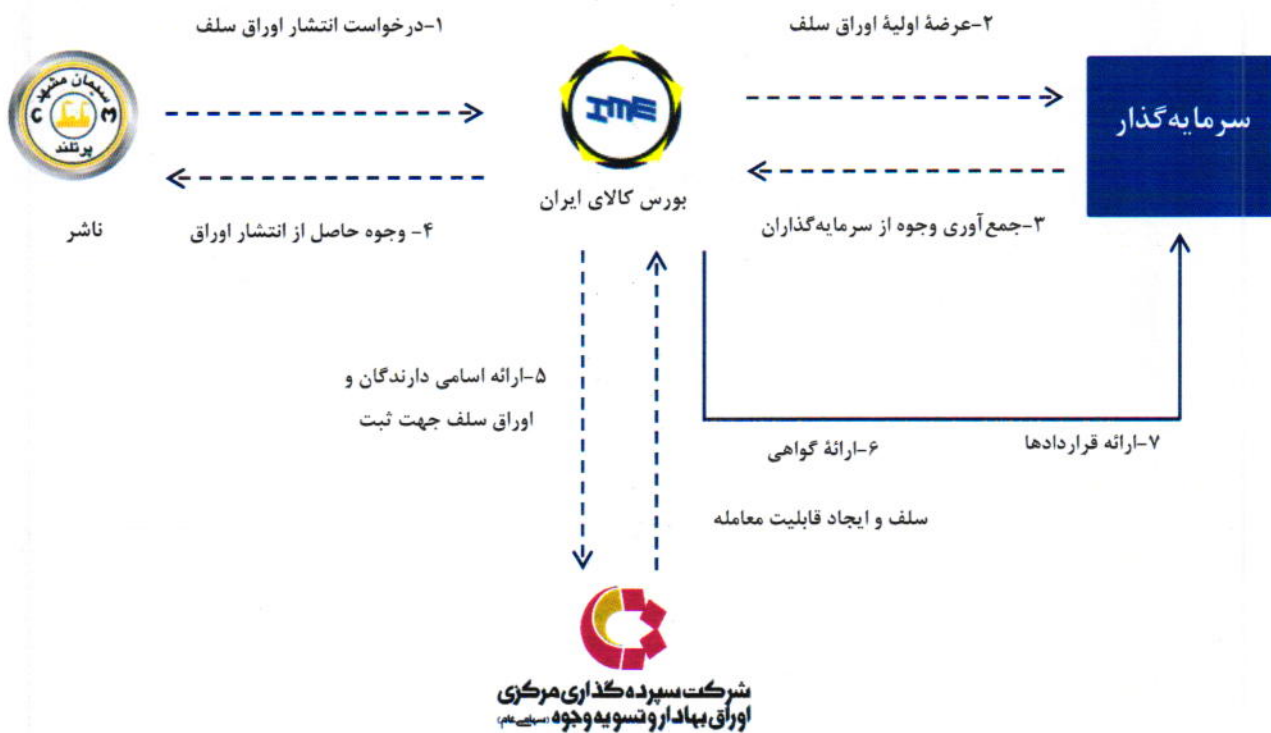 ۱-درخواست انتشار اوراق سلف
۲-عرضهٔ اولیهٔ اوراق سلف
سیمان مشهد
پرتلند
IME
سرمایه‌گذار
بورس کالای ایران
ناشر
۴- وجوه حاصل از انتشار اوراق
۳-جمع‌آوری وجوه از سرمایه‌گذاران
۵-ارائه اسامی دارندگان و
اوراق سلف جهت ثبت
۶-ارائهٔ گواهی
۷-ارائه قراردادها
سلف و ایجاد قابلیت معامله
شرکت سپرده‌گذاری مرکزی
اوراق بهادار و تسویه وجوه (سهامی عام)